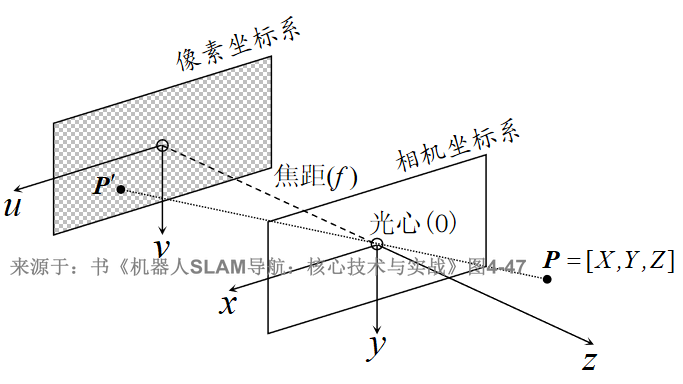 像素坐标系
相机坐标系
焦距(f)
P'
u
v
光心(0)
来源于：书《机器人SLAM导航：核心技术与实战》图4-47
P =[X,Y,Z]
x
y
z